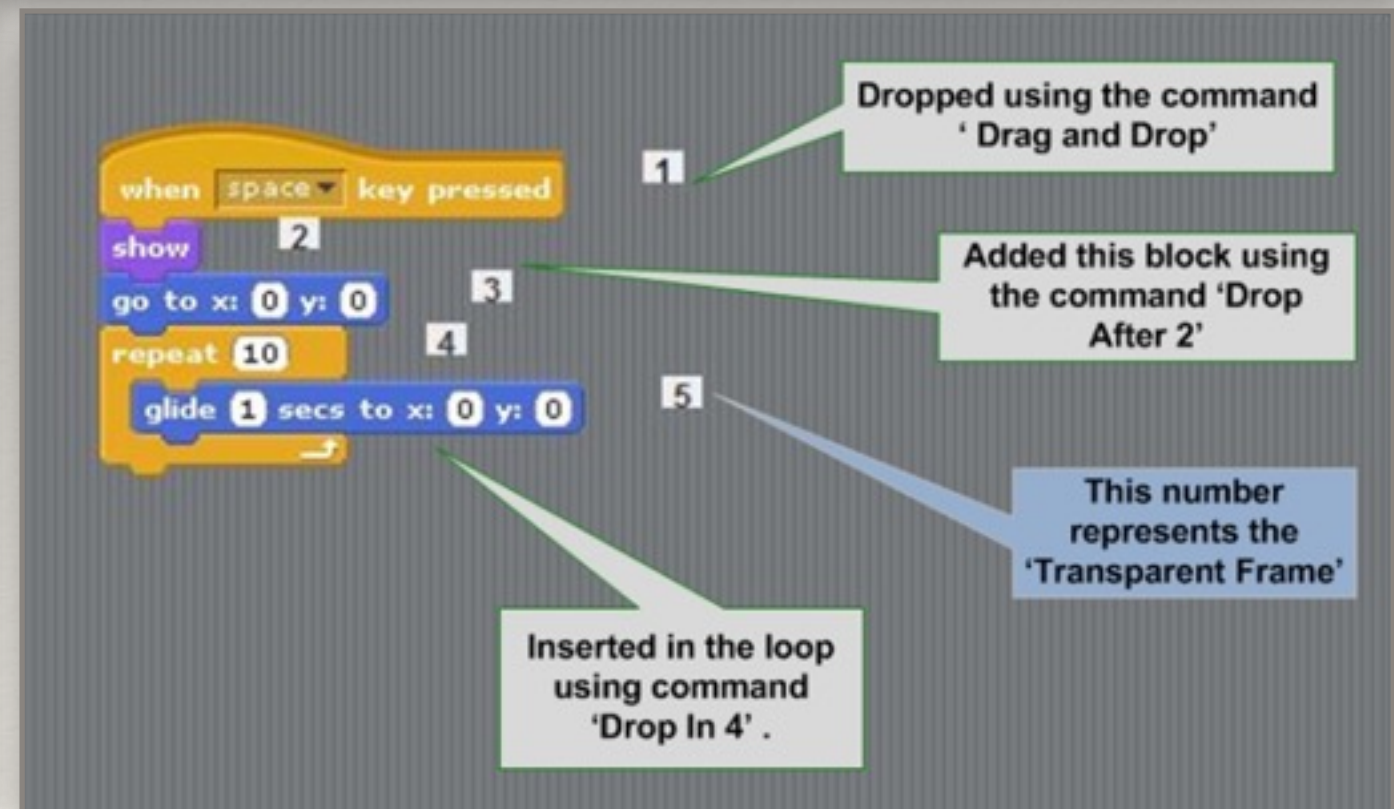 Dropped using the command
‘ Drag and Drop’
when space key pressed
1
show
2
Added this block using
the command ‘Drop
After 2’
go to x: 0 y: 0
3
repeat 10
4
glide 1 secs to x: 0 y: 0
5
This number
represents the
‘Transparent Frame’
Inserted in the loop
using command
‘Drop In 4’ .